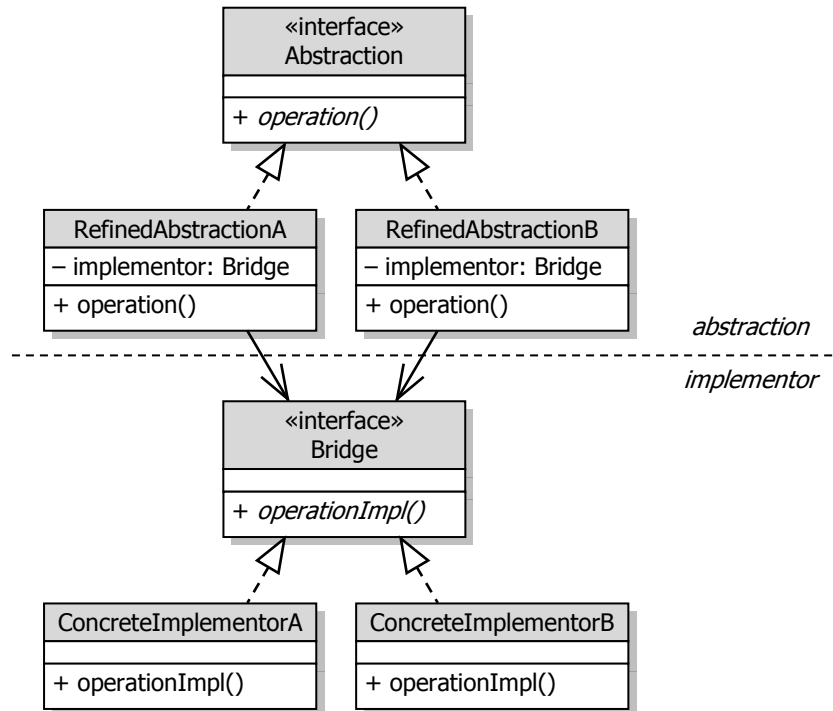 «interface»
Abstraction
+ operation()
RefinedAbstractionA
– implementor: Bridge
+ operation()
RefinedAbstractionB
– implementor: Bridge
+ operation()
abstraction
implementor
«interface»
Bridge
+ operationImpl()
ConcreteImplementorA
+ operationImpl()
ConcreteImplementorB
+ operationImpl()